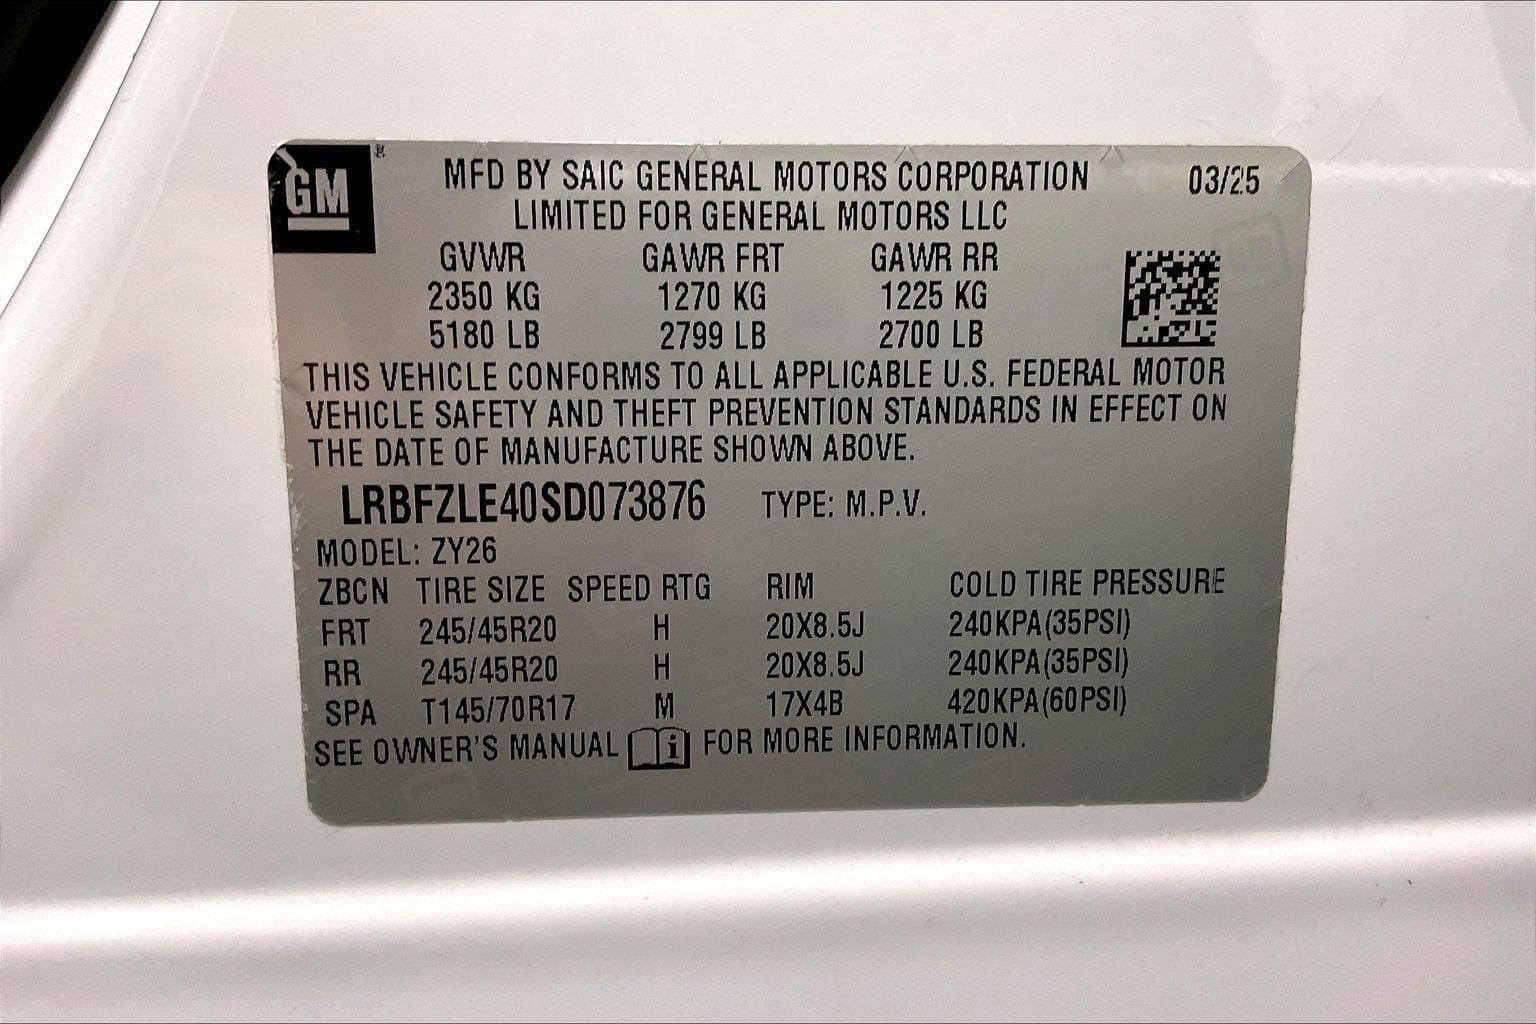 GM ® MFD BY SAIC GENERAL MOTORS CORPORATION 03/25
LIMITED FOR GENERAL MOTORS LLC
GVWR GAWR FRT GAWR RR
2350 KG 1270 KG 1225 KG
5180 LB 2799 LB 2700 LB
THIS VEHICLE CONFORMS TO ALL APPLICABLE U.S. FEDERAL MOTOR
VEHICLE SAFETY AND THEFT PREVENTION STANDARDS IN EFFECT ON
THE DATE OF MANUFACTURE SHOWN ABOVE.
LRBFZLE40SD073876 TYPE: M.P.V.
MODEL: ZY26
ZBCN TIRE SIZE SPEED RTG RIM COLD TIRE PRESSURE
FRT 245/45R20 H 20X8.5J 240KPA(35PSI)
RR 245/45R20 H 20X8.5J 240KPA(35PSI)
SPA T145/70R17 M 17X4B 420KPA(60PSI)
SEE OWNER'S MANUAL i FOR MORE INFORMATION.